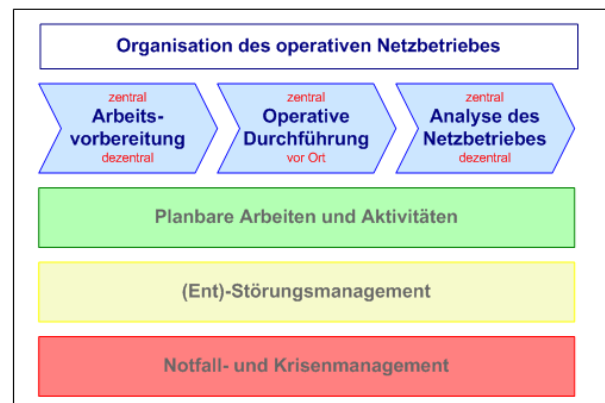 Organisation des operativen Netzbetriebes
zentral
Arbeits-
vorbereitung
dezentral
zentral
Operative
Durchführung
vor Ort
zentral
Analyse des
Netzbetriebes
dezentral
Planbare Arbeiten und Aktivitäten
(Ent)-Störungsmanagement
Notfall- und Krisenmanagement